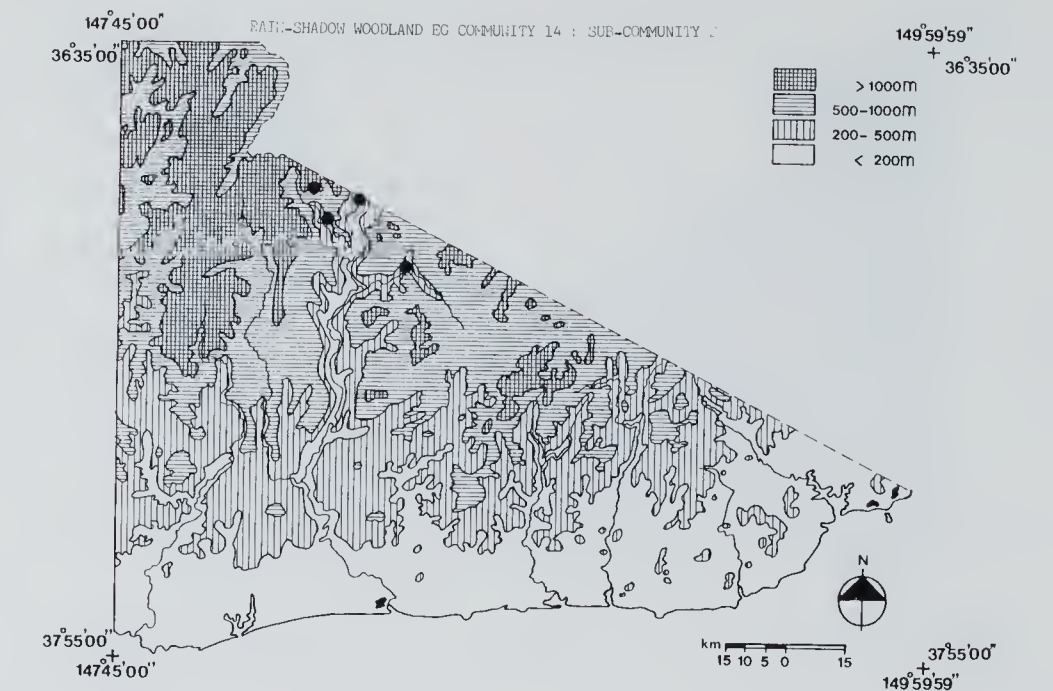 147°45'00"
RAIN-SHADOW WOODLAND EG COMMUNITY 14 : SUB-COMMUNITY
149°59'59"
36°35'00"
36°35'00"
>1000m
500-1000m
200-500m
< 200m
N
km
15 10 5 0 15
37°55'00"
147°45'00"
37°55'00"
149°59'59"